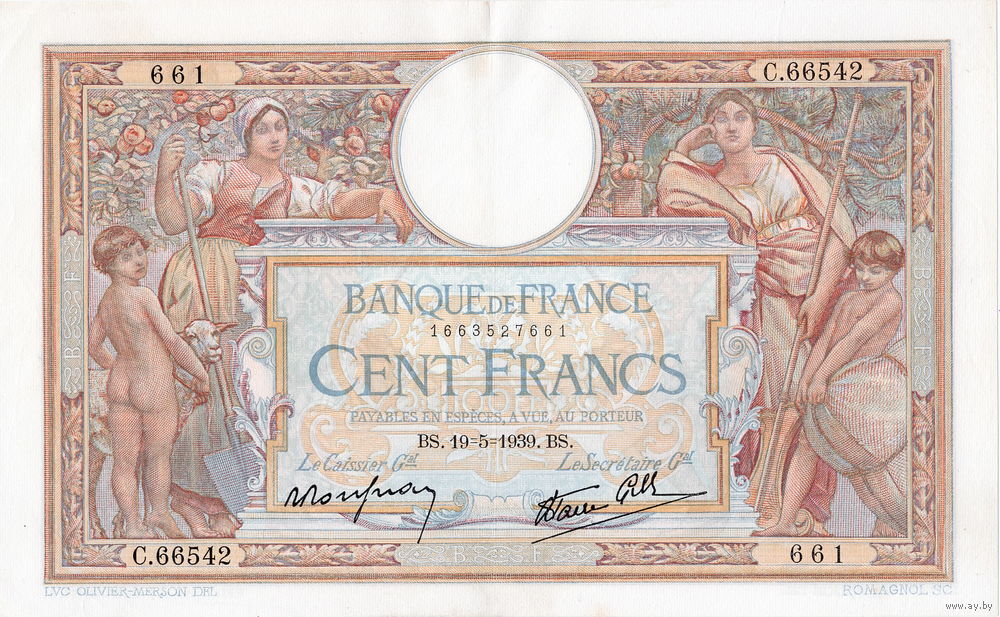 661 C.66542
BANQUE DE FRANCE
1663527661
CENT FRANCS
PAYABLES EN ESPÈCES, A VUE, AU PORTEUR
BS. 19=5=1939. BS.
Le Caissier Gal Le Secrétaire Gal
C.66542 B F 661
B F
B F
LVC OLIVIER-MERSON DEL ROMAGNOL SC
www.ay.by